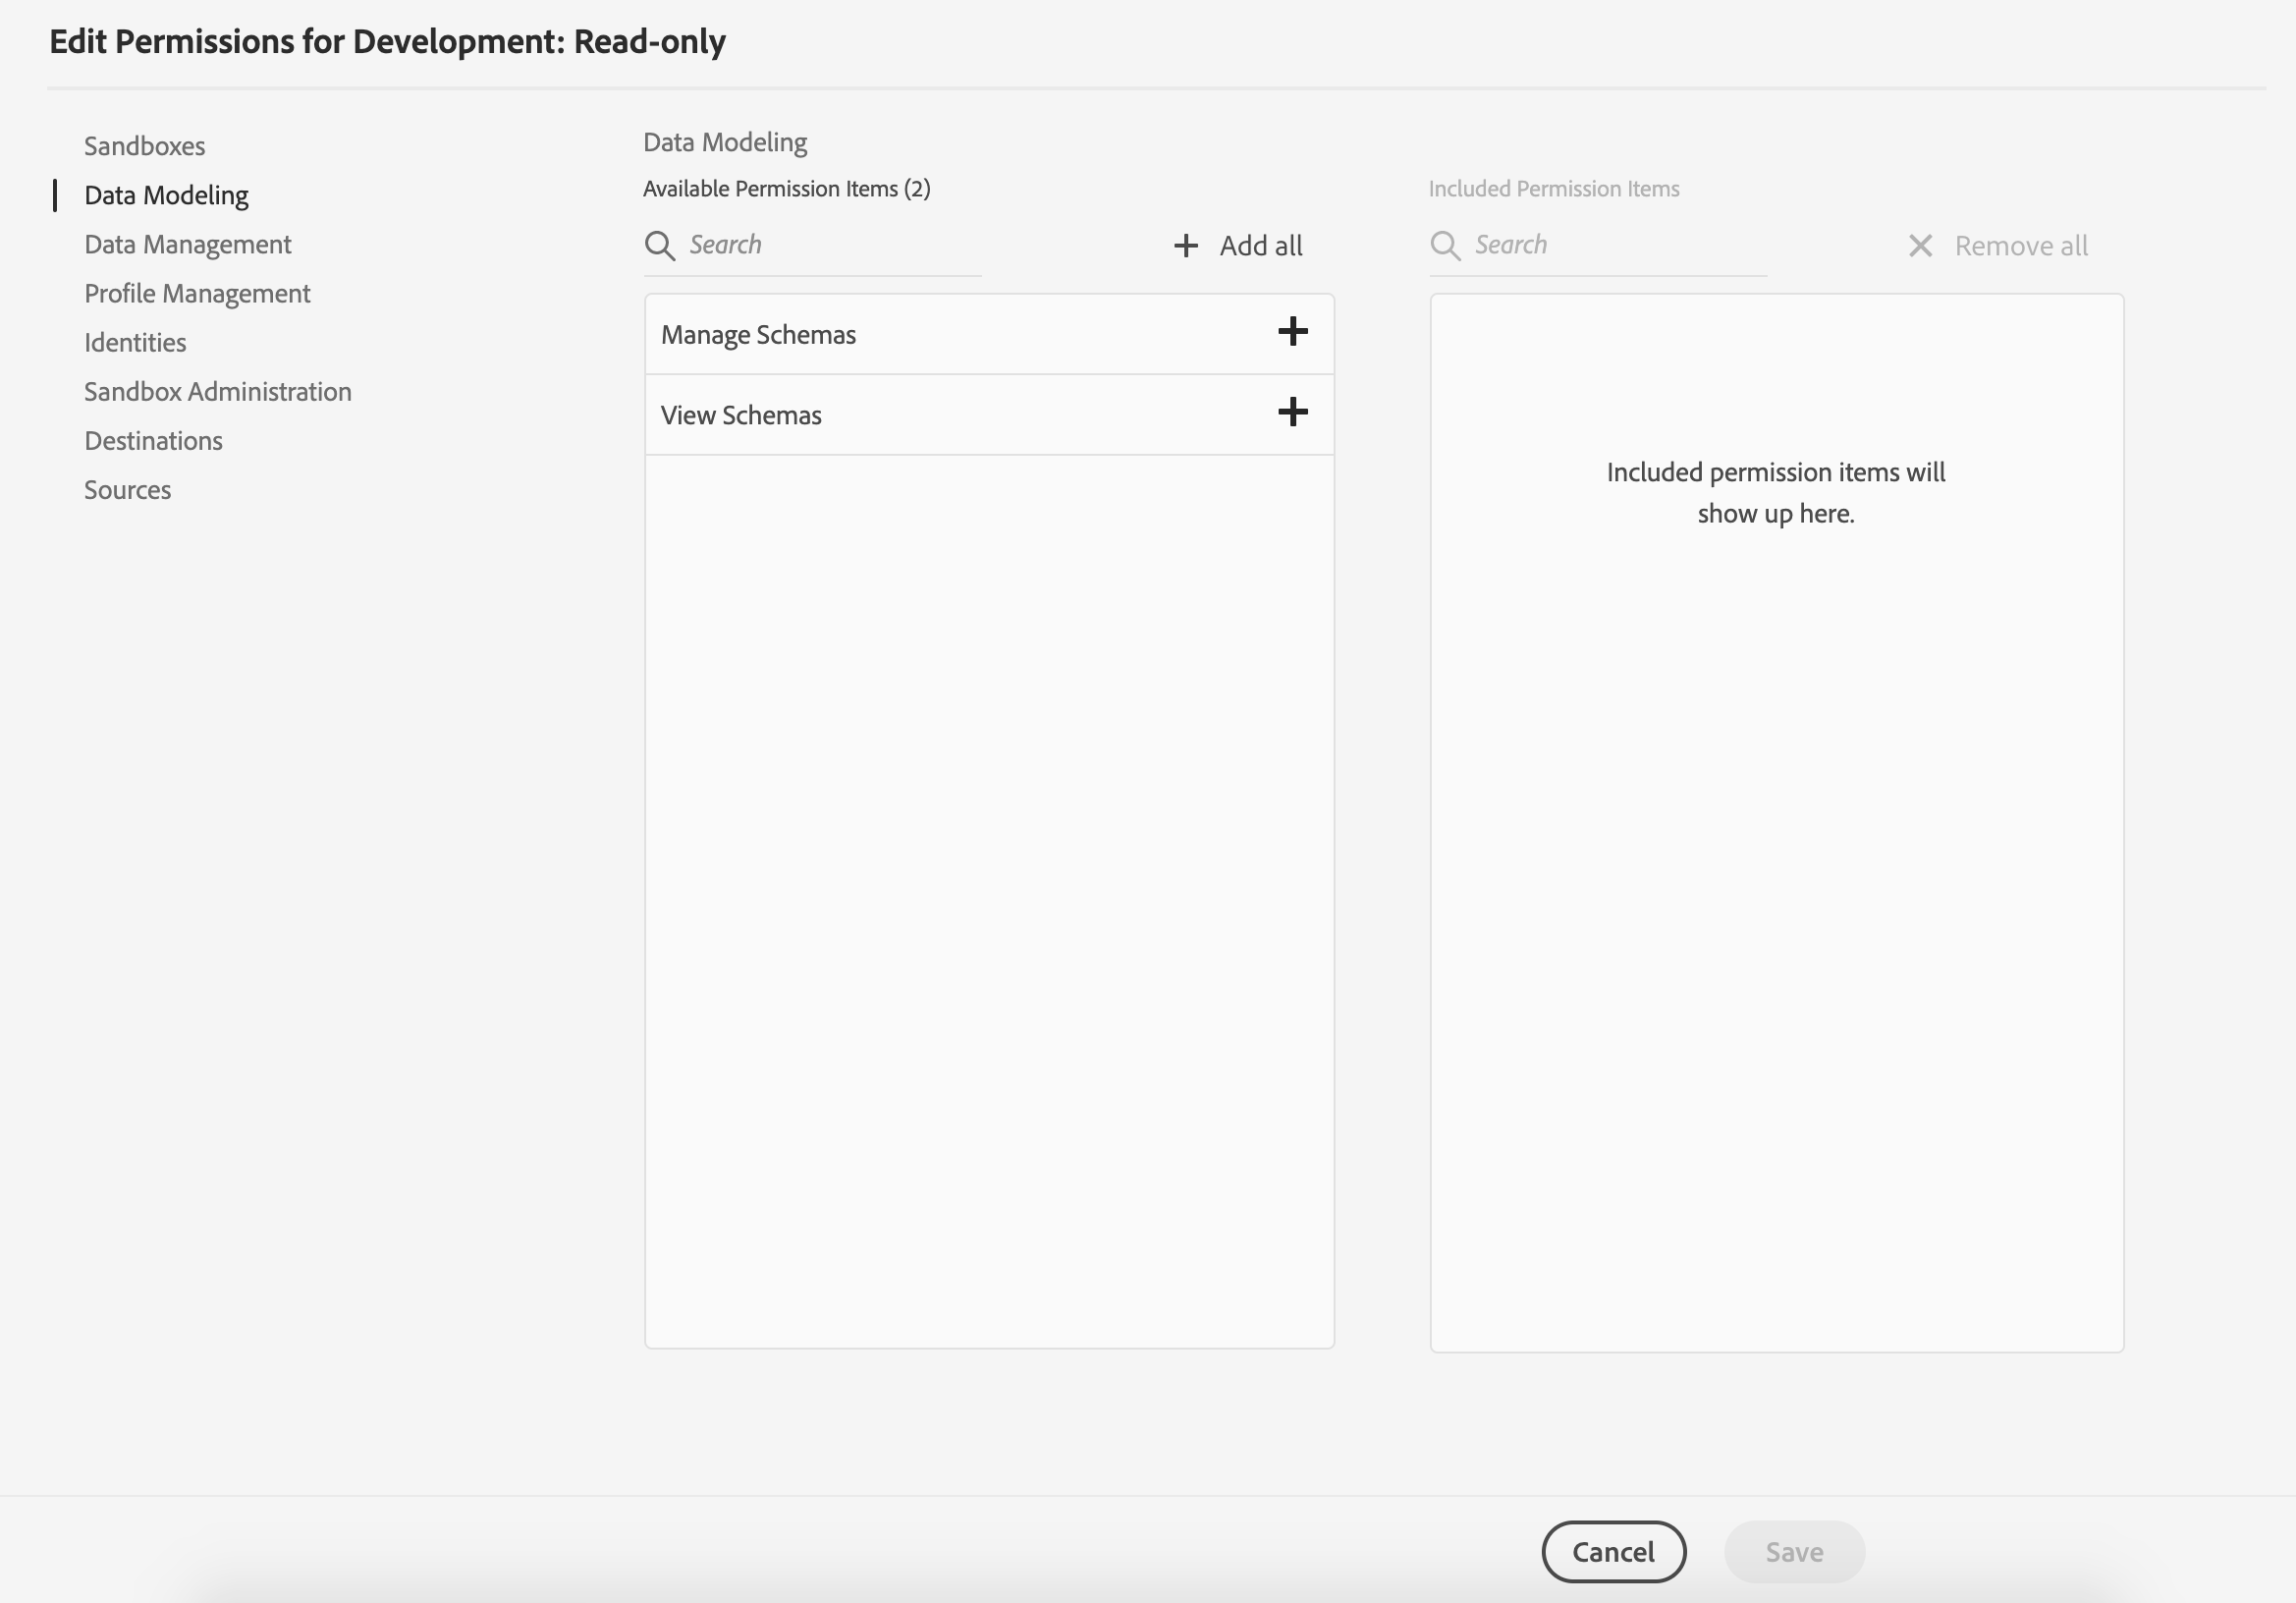 Edit Permissions for Development: Read-only
Sandboxes
Data Modeling
Data Management
Profile Management
Identities
Sandbox Administration
Destinations
Sources
Data Modeling
Available Permission Items (2)
Search
Add all
Manage Schemas
View Schemas
Included Permission Items
Search
Remove all
Included permission items will
show up here.
Cancel
Save